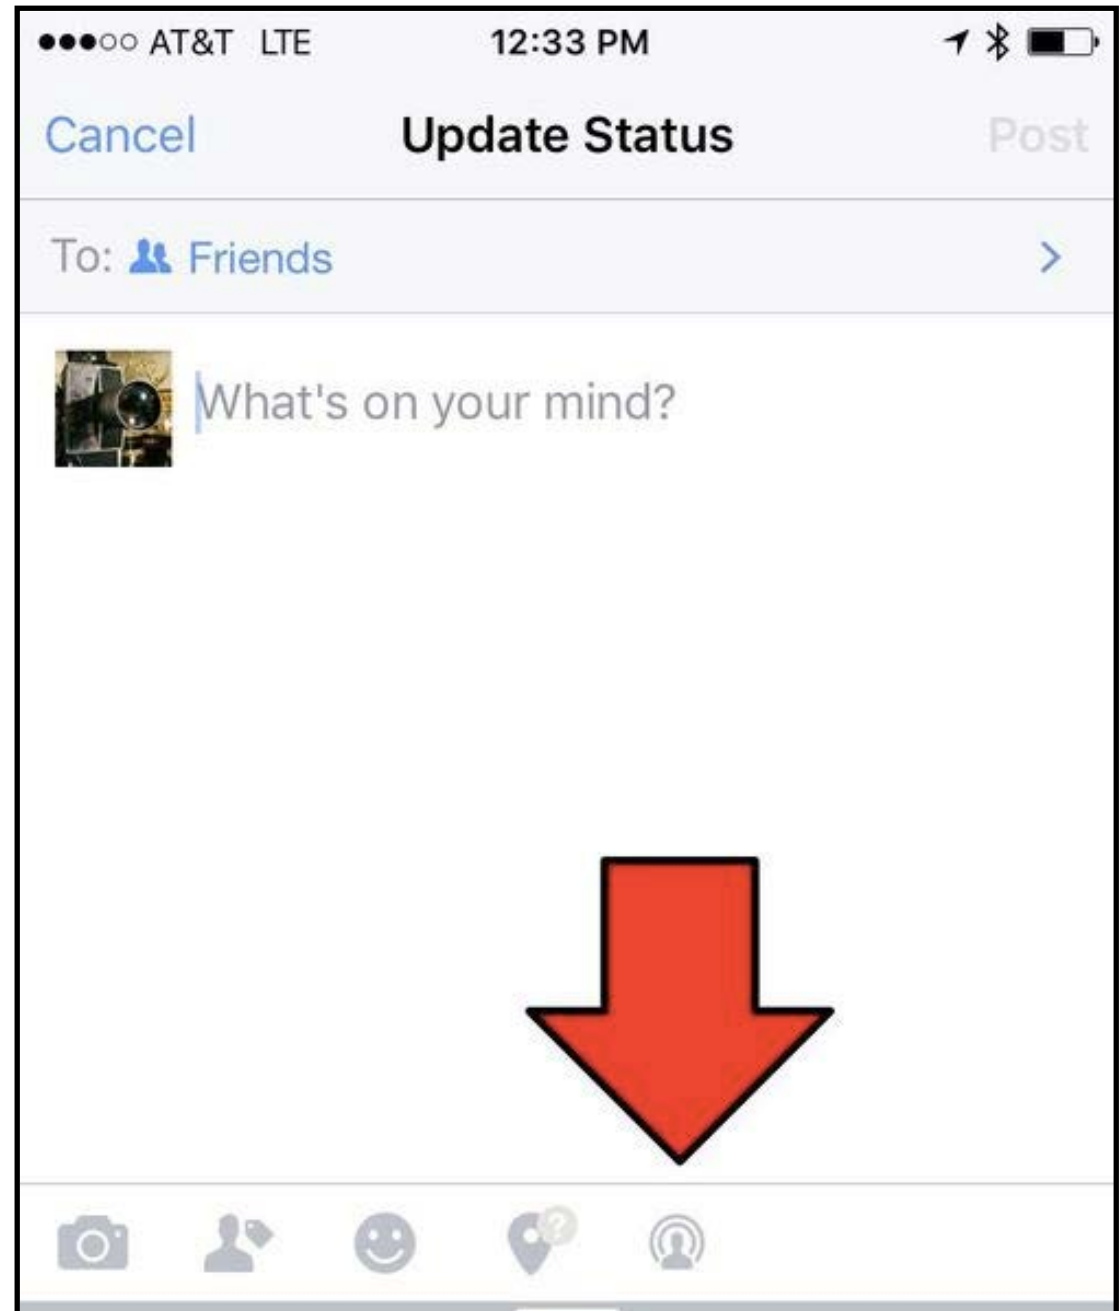 AT&T LTE 12:33 PM
Cancel Update Status Post
To: Friends
What's on your mind?
?